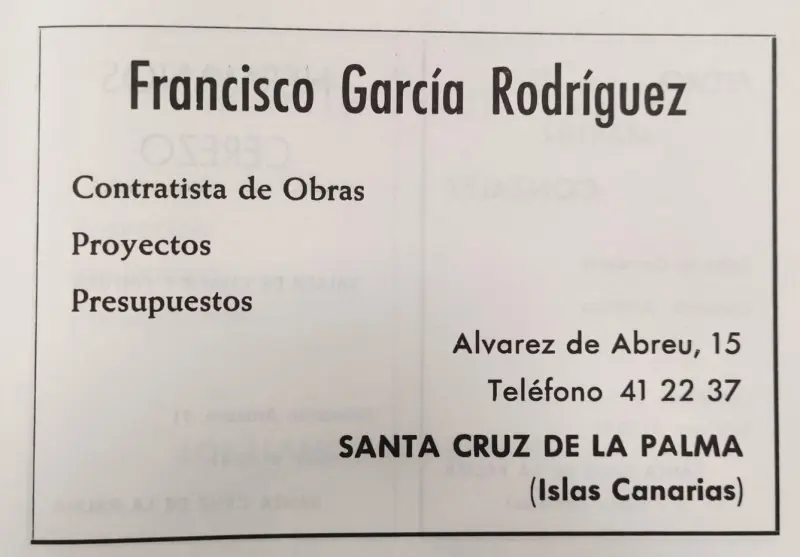 Francisco García Rodríguez
Contratista de Obras
Proyectos
Presupuestos
Alvarez de Abreu, 15
Teléfono 41 22 37
SANTA CRUZ DE LA PALMA
(Islas Canarias)